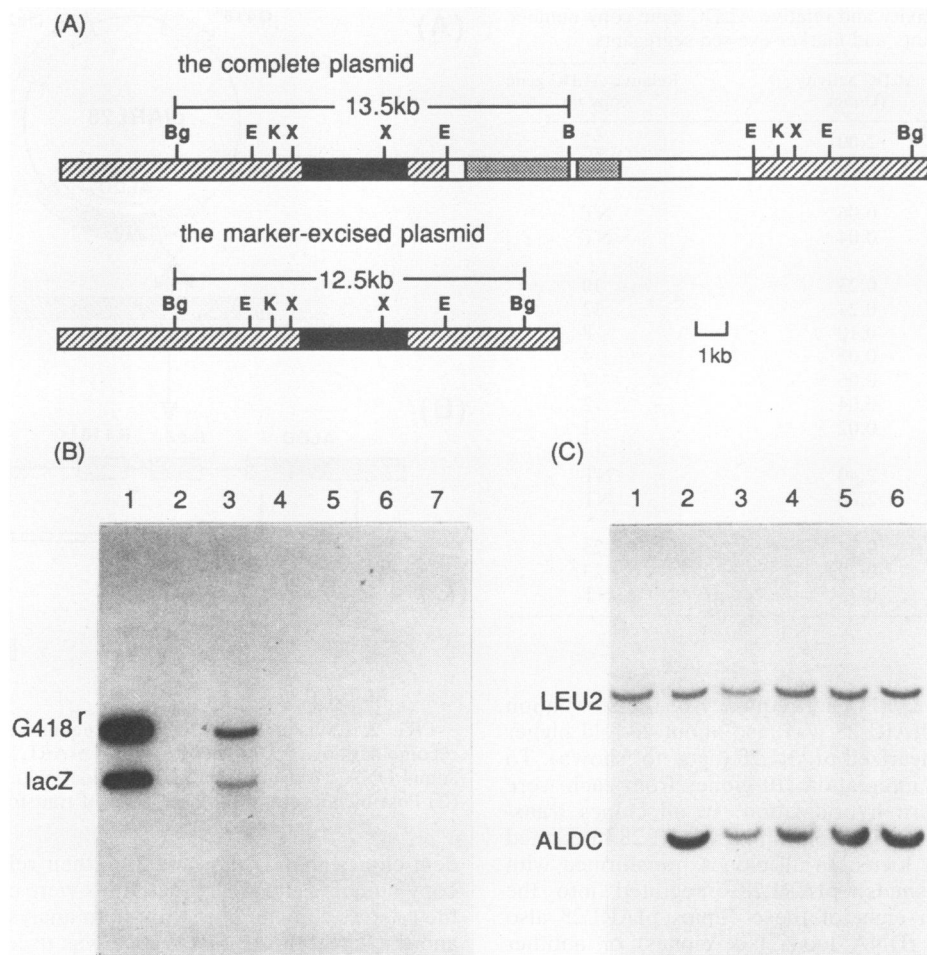 (A)
the complete plasmid
13.5kb
Bg E K X X E B E K X E Bg
the marker-excised plasmid
12.5kb
Bg E K X X E Bg
1kb
(B)
1 2 3 4 5 6 7
G418r
lacZ
(C)
1 2 3 4 5 6
LEU2
ALDC